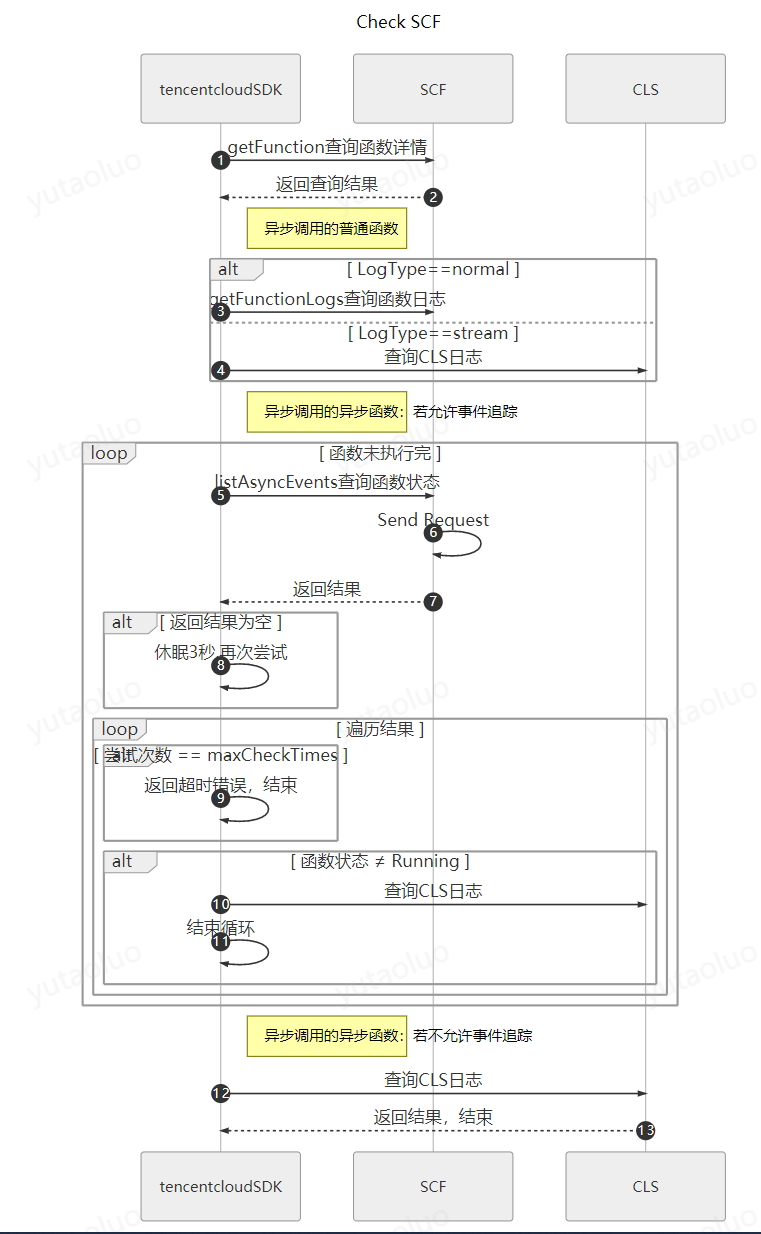 Check SCF
tencentcloudSDK
SCF
CLS
getFunction查询函数详情
1
返回查询结果
2
异步调用的普通函数
alt
[ LogType==normal ]
getFunctionLogs查询函数日志
3
[ LogType==stream ]
查询CLS日志
4
异步调用的异步函数：若允许事件追踪
loop
[ 函数未执行完 ]
listAsyncEvents查询函数状态
5
Send Request
6
返回结果
7
alt
[ 返回结果为空 ]
休眠3秒 再次尝试
8
loop
[ 遍历结果 ]
alt
[ 尝试次数 == maxCheckTimes ]
返回超时错误，结束
9
alt
[ 函数状态 ≠ Running ]
查询CLS日志
10
结束循环
11
异步调用的异步函数：若不允许事件追踪
查询CLS日志
12
返回结果，结束
13
tencentcloudSDK
SCF
CLS
yutaoluo
yutaoluo
yutaoluo
yutaoluo
yutaoluo
yutaoluo
yutaoluo
yutaoluo
yutaoluo
yutaoluo
yutaoluo
yutaoluo